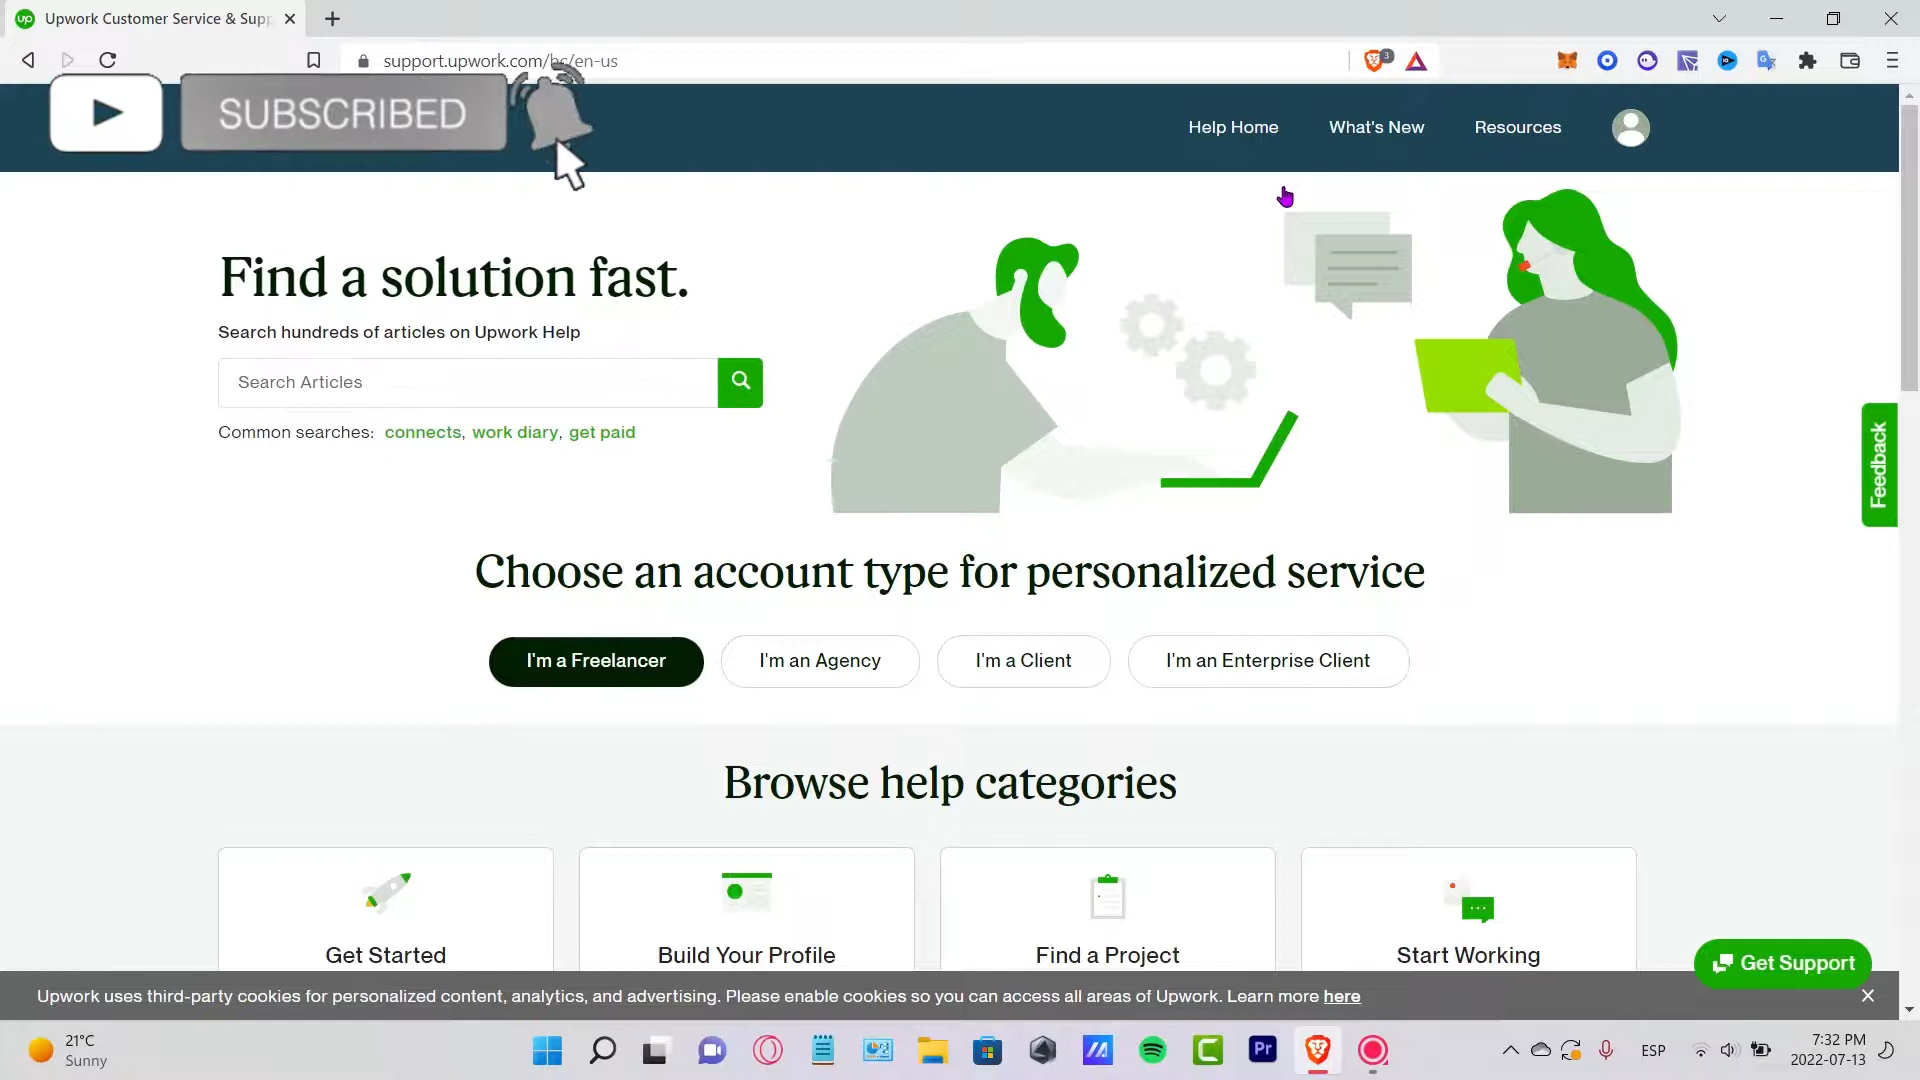 up Upwork Customer Service & Supp
support.upwork.com/hc/en-us
3
SUBSCRIBED
Help Home
What's New
Resources
Find a solution fast.
Search hundreds of articles on Upwork Help
Search Articles
Common searches: connects, work diary, get paid
Feedback
Choose an account type for personalized service
I'm a Freelancer
I'm an Agency
I'm a Client
I'm an Enterprise Client
Browse help categories
Get Started
Build Your Profile
Find a Project
Start Working
Get Support
Upwork uses third-party cookies for personalized content, analytics, and advertising. Please enable cookies so you can access all areas of Upwork. Learn more here
21°C
Sunny
Pr
ESP
7:32 PM
2022-07-13